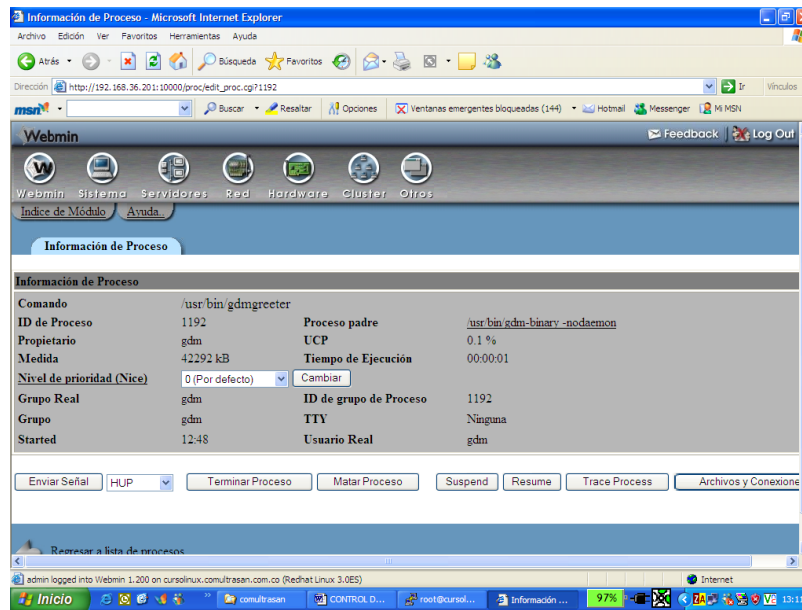 Información de Proceso - Microsoft Internet Explorer
Archivo Edición Ver Favoritos Herramientas Ayuda
Atrás Búsqueda Favoritos
Dirección http://192.168.36.201:10000/proc/edit_proc.cgi?1192 Ir Vínculos
msn Buscar Resaltar Opciones Ventanas emergentes bloqueadas (144) Hotmail Messenger Mi MSN
Webmin Feedback Log Out
Webmin Sistema Servidores Red Hardware Cluster Otros
Indice de Módulo Ayuda..
Información de Proceso
Información de Proceso
Comando /usr/bin/gdmgreeter
ID de Proceso 1192 Proceso padre /usr/bin/gdm-binary -nodaemon
Propietario gdm UCP 0.1 %
Medida 42292 kB Tiempo de Ejecución 00:00:01
Nivel de prioridad (Nice) 0 (Por defecto) Cambiar
Grupo Real gdm ID de grupo de Proceso 1192
Grupo gdm TTY Ninguna
Started 12:48 Usuario Real gdm
Enviar Señal HUP Terminar Proceso Matar Proceso Suspend Resume Trace Process Archivos y Conexione
Regresar a lista de procesos
admin logged into Webmin 1.200 on cursolinux.comultrasan.com.co (Redhat Linux 3.0ES) Internet
Inicio comultrasan CONTROL D... root@cursol... Información ... 97% 13:1